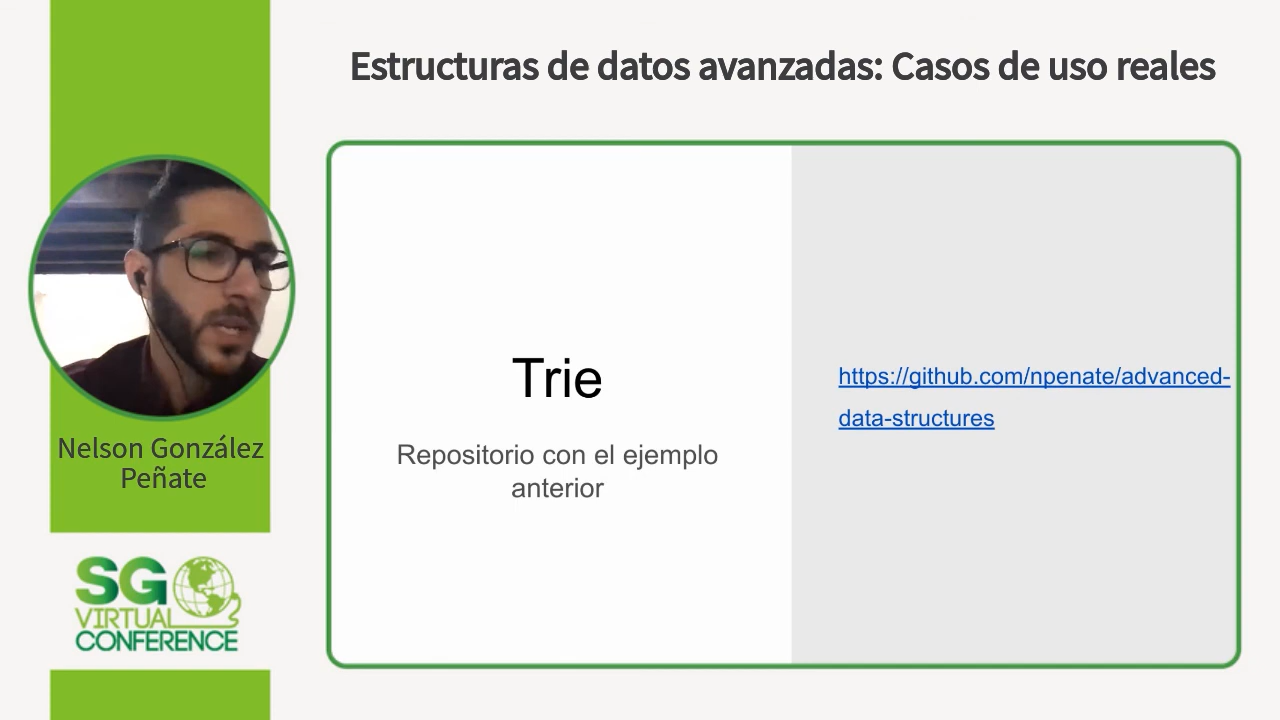 Estructuras de datos avanzadas: Casos de uso reales
Trie
Repositorio con el ejemplo
anterior
https://github.com/npenate/advanced-
data-structures
Nelson González
Peñate
SG
VIRTUAL
CONFERENCE